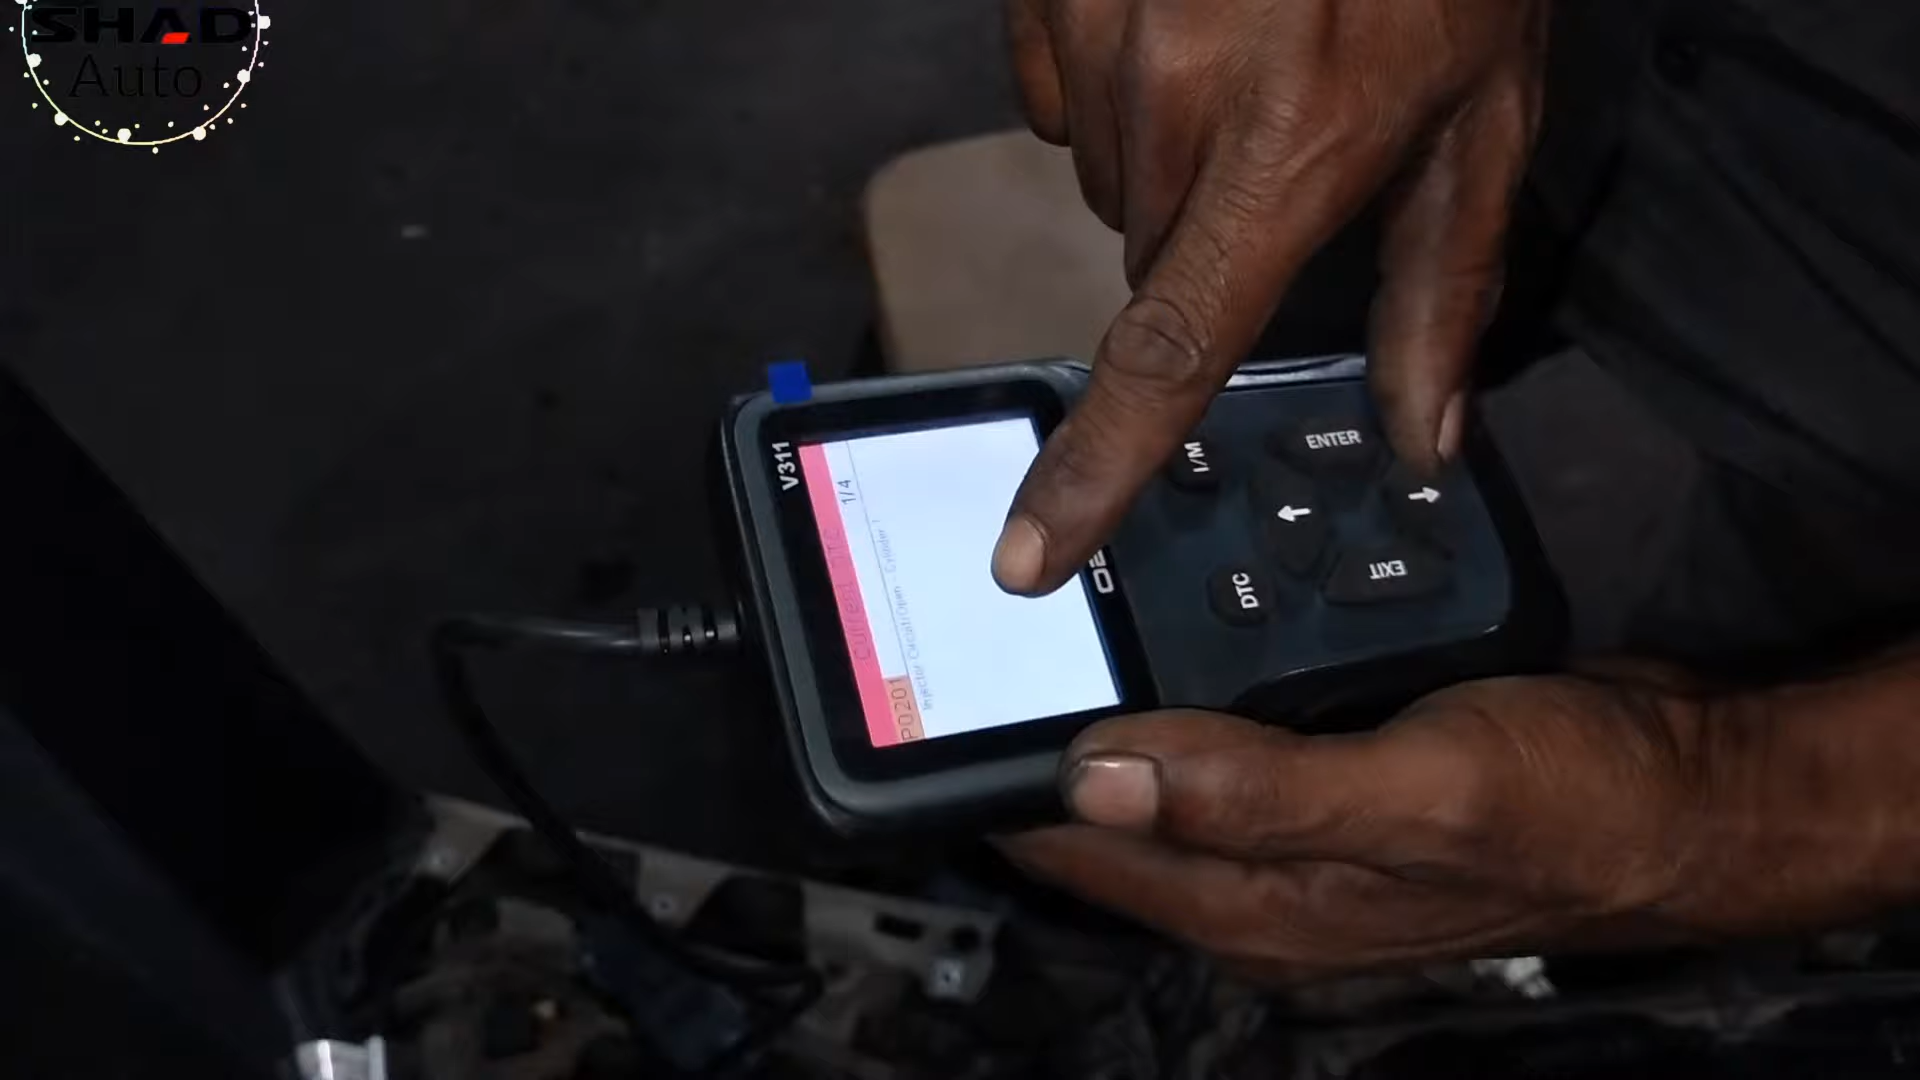 SHAD
Auto
V311
Current DTC
P0201 1/4
Injector Circuit/Open - Cylinder 1
I/M
ENTER
DTC
EXIT